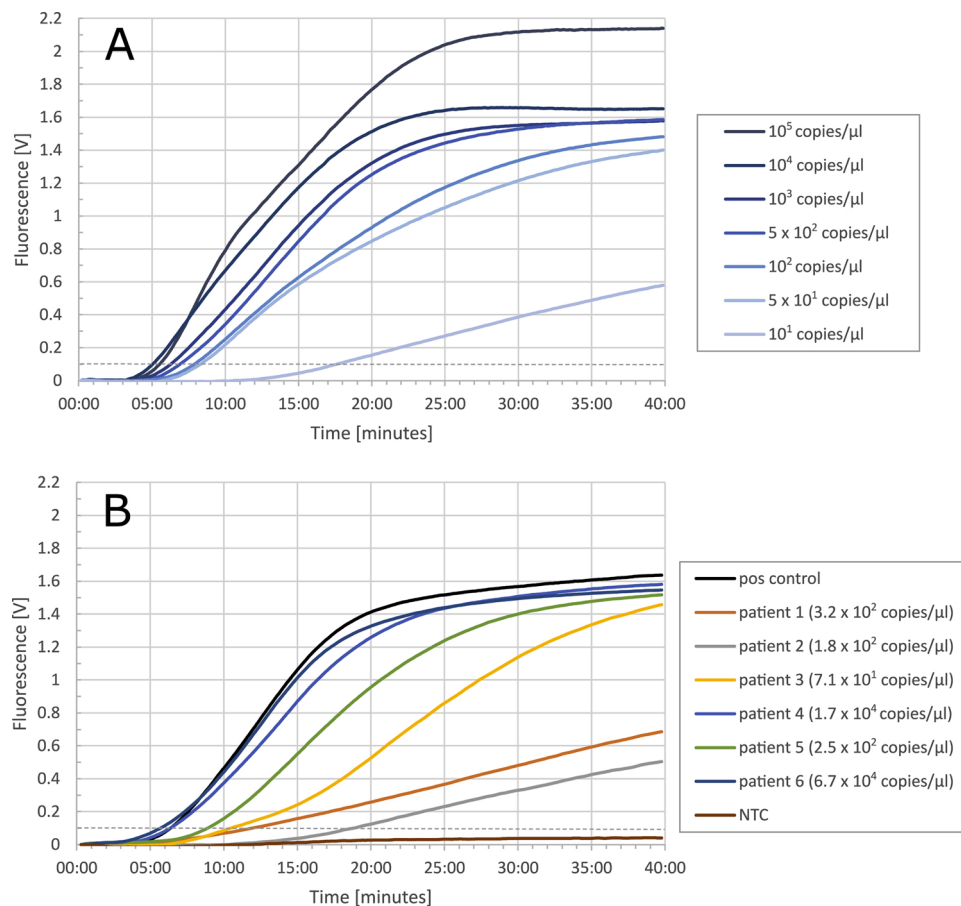 A
2.2
2
1.8
1.6
1.4
1.2
1
0.8
0.6
0.4
0.2
0
Fluorescence [V]
00:00 05:00 10:00 15:00 20:00 25:00 30:00 35:00 40:00
Time [minutes]
10⁵ copies/µl
10⁴ copies/µl
10³ copies/µl
5 x 10² copies/µl
10² copies/µl
5 x 10¹ copies/µl
10¹ copies/µl
B
2.2
2
1.8
1.6
1.4
1.2
1
0.8
0.6
0.4
0.2
0
Fluorescence [V]
00:00 05:00 10:00 15:00 20:00 25:00 30:00 35:00 40:00
Time [minutes]
pos control
patient 1 (3.2 x 10² copies/µl)
patient 2 (1.8 x 10² copies/µl)
patient 3 (7.1 x 10¹ copies/µl)
patient 4 (1.7 x 10⁴ copies/µl)
patient 5 (2.5 x 10² copies/µl)
patient 6 (6.7 x 10⁴ copies/µl)
NTC